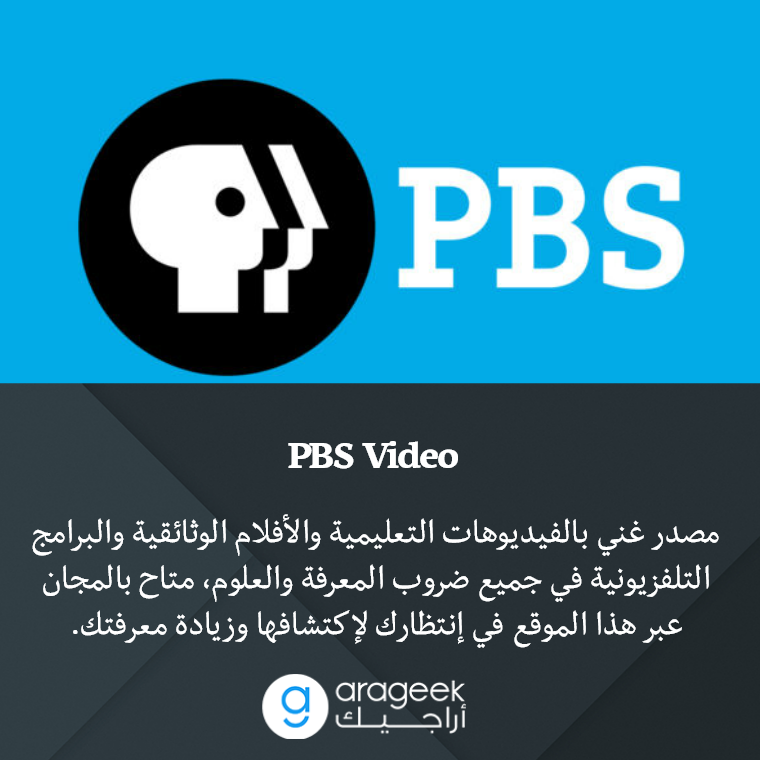 PBS
PBS Video
مصدر غني بالفيديوهات التعليمية والأفلام الوثائقية والبرامج
التلفزيونية في جميع ضروب المعرفة والعلوم، متاح بالمجان
عبر هذا الموقع في إنتظارك لإكتشافها وزيادة معرفتك.
arageek
أراجيـــك